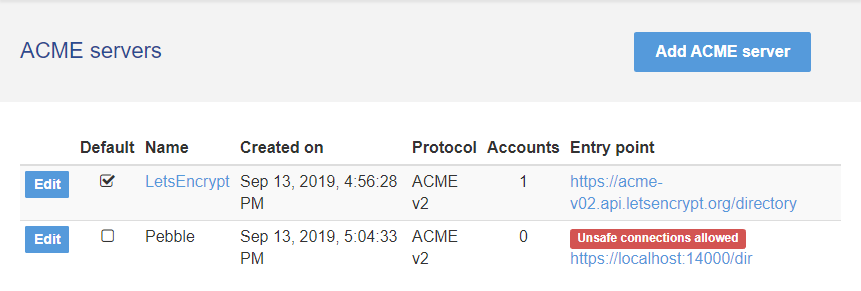 ACME servers
Add ACME server
Default Name Created on Protocol Accounts Entry point
Edit LetsEncrypt Sep 13, 2019, 4:56:28 ACME 1 https://acme-
PM v2 v02.api.letsencrypt.org/directory
Edit Pebble Sep 13, 2019, 5:04:33 ACME 0 Unsafe connections allowed
PM v2 https://localhost:14000/dir